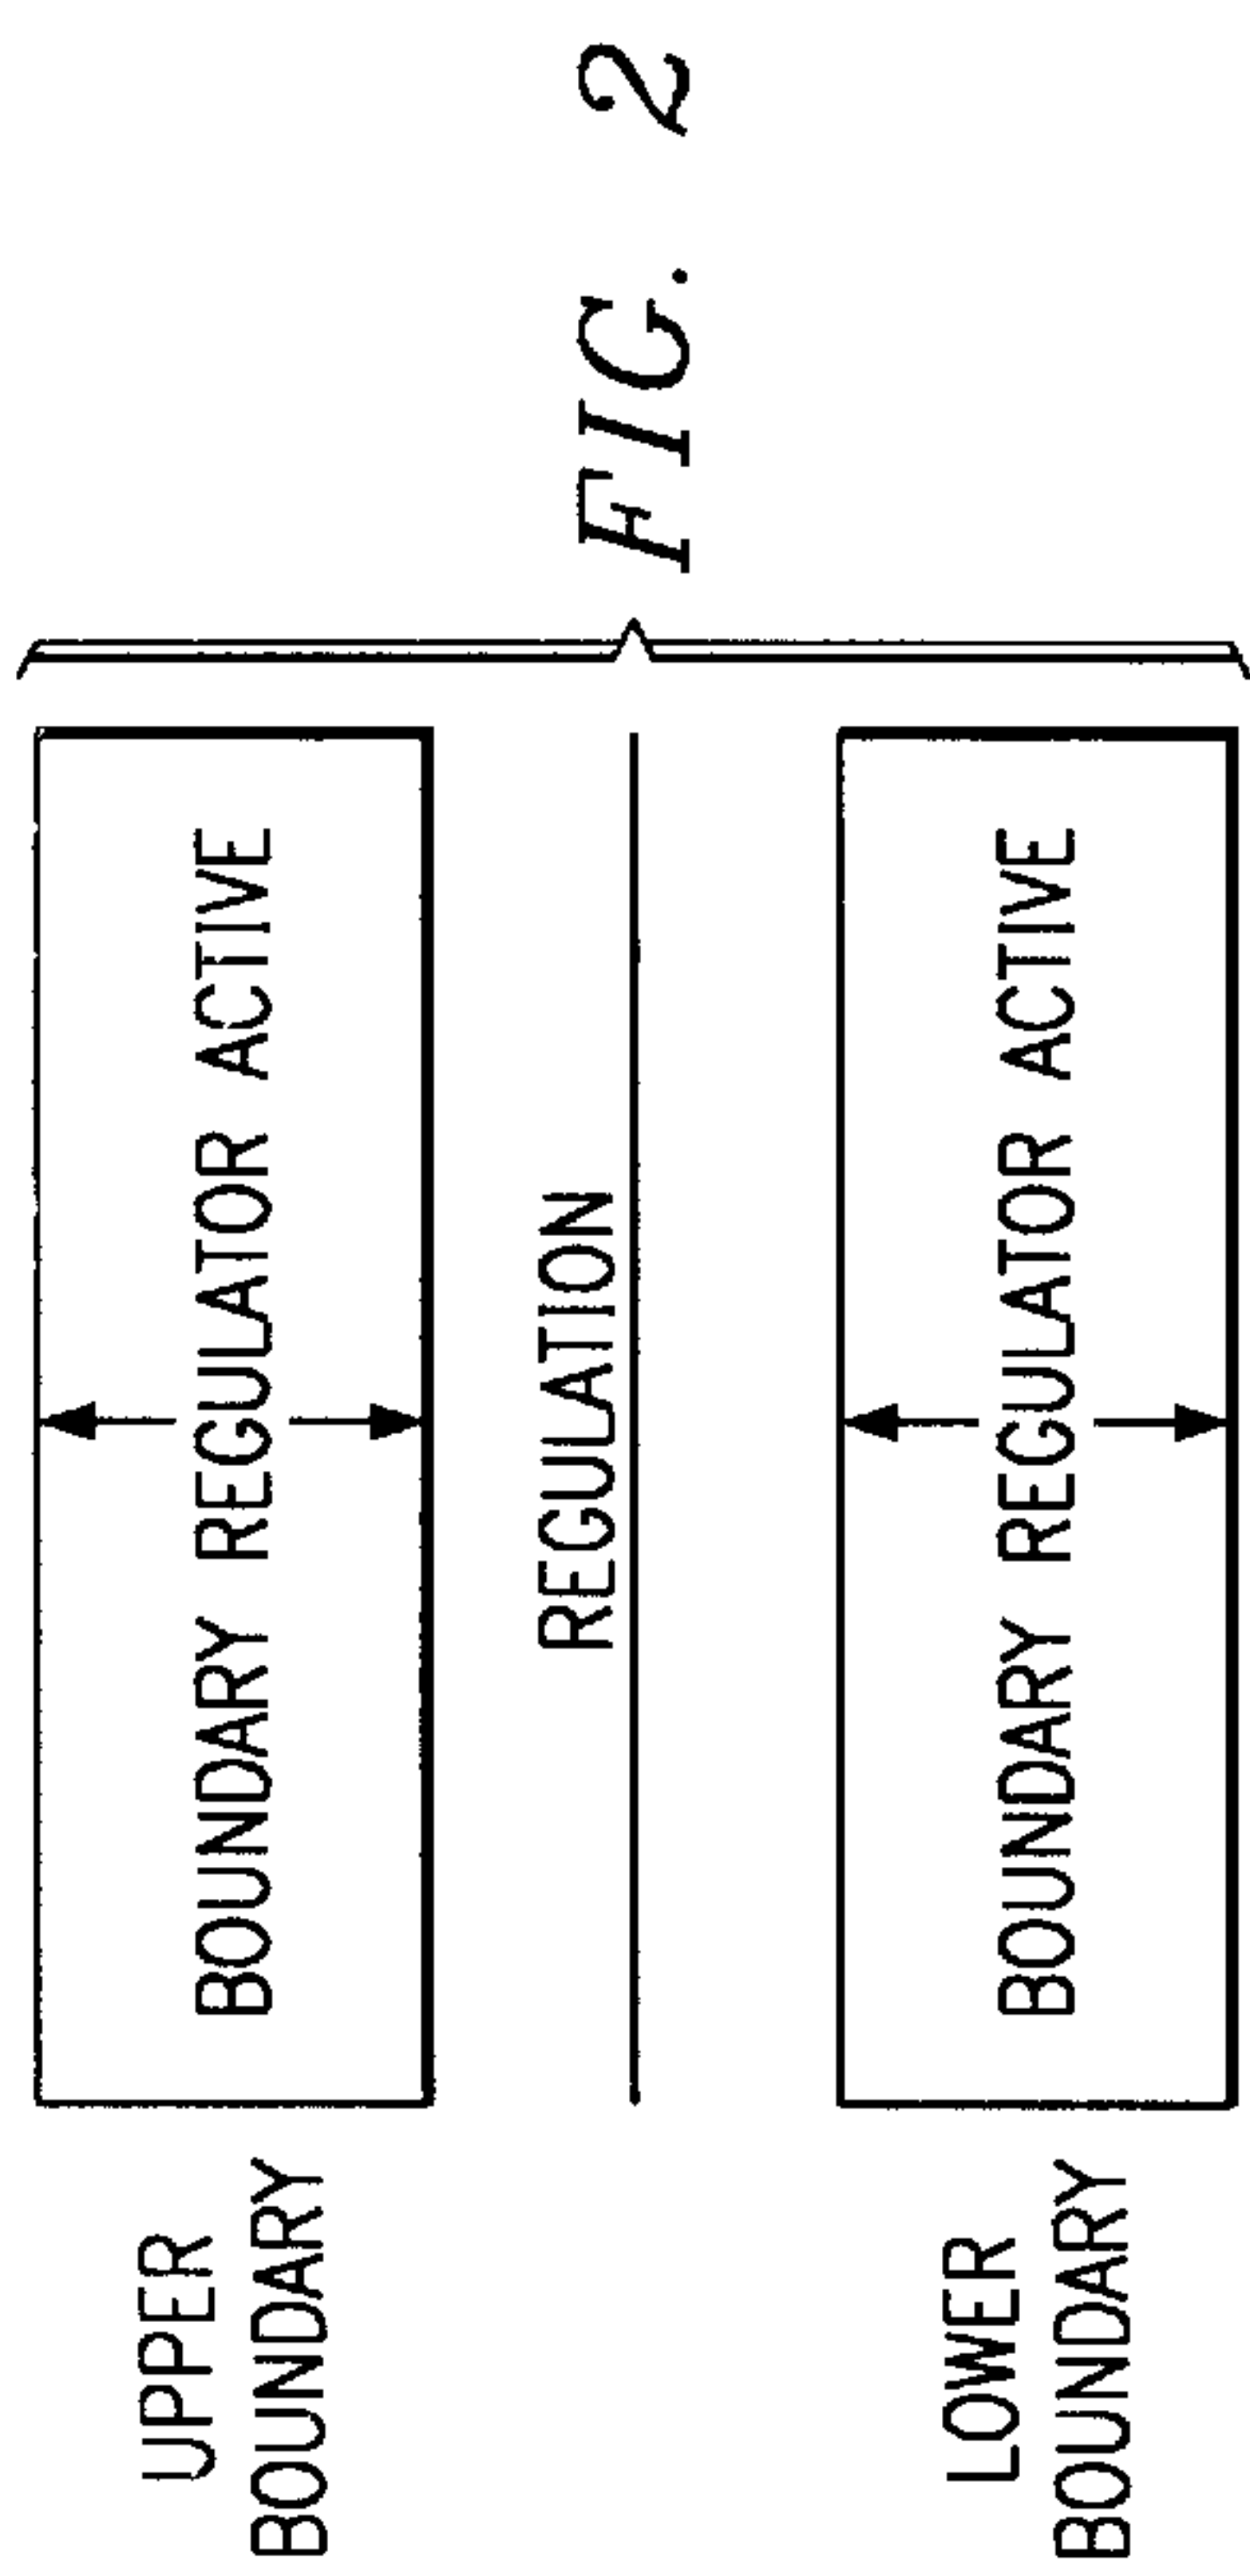 UPPER
BOUNDARY
BOUNDARY REGULATOR ACTIVE
REGULATION
LOWER
BOUNDARY
BOUNDARY REGULATOR ACTIVE
FIG. 2